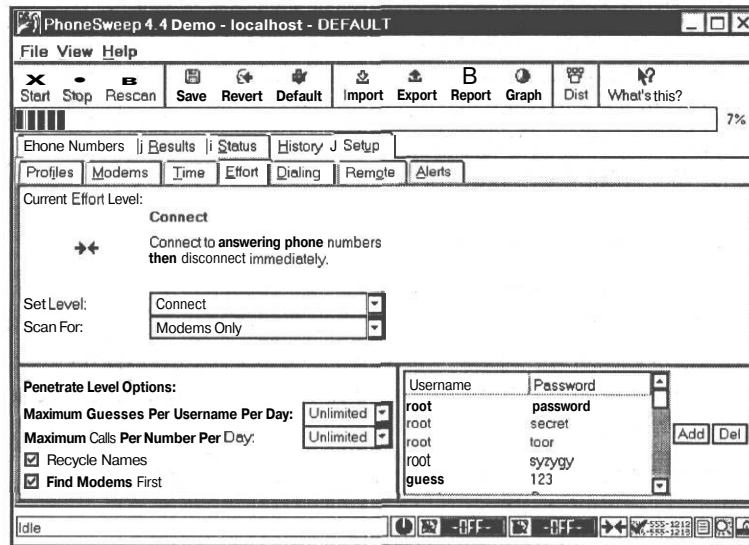 PhoneSweep 4.4 Demo - localhost - DEFAULT
File View Help
Start Stop Rescan Save Revert Default Import Export Report Graph Dist What's this?
7%
Ehone Numbers |j Results |i Status History J Setup
Profiles Modems Time Effort Dialing Remote Alerts
Current Effort Level:
Connect
Connect to answering phone numbers
then disconnect immediately.
Set Level: Connect
Scan For: Modems Only
Penetrate Level Options:
Maximum Guesses Per Username Per Day: Unlimited
Maximum Calls Per Number Per Day: Unlimited
Recycle Names
Find Modems First
Username Password
root password
root secret
root toor
root syzygy
guess 123
Add Del
Idle
-OFF- -OFF- 555-1212
555-1212